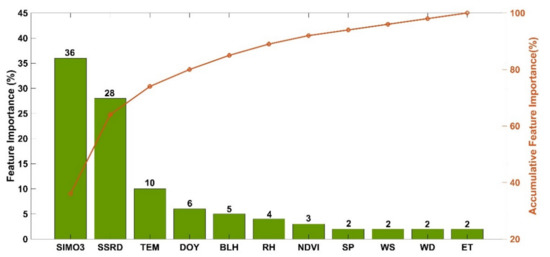 Feature Importance (%)
45
40
35
30
25
20
15
10
5
0
36
28
10
6
5
4
3
2
2
2
2
SIMO3
SSRD
TEM
DOY
BLH
RH
NDVI
SP
WS
WD
ET
100
80
60
40
20
Accumulative Feature Importance(%)